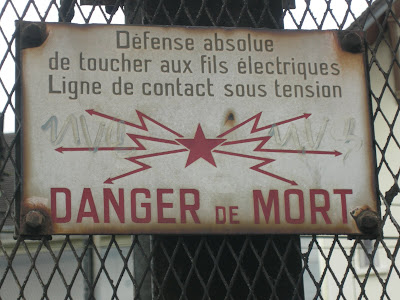 Défense absolue
de toucher aux fils électriques
Ligne de contact sous tension
DANGER DE MORT